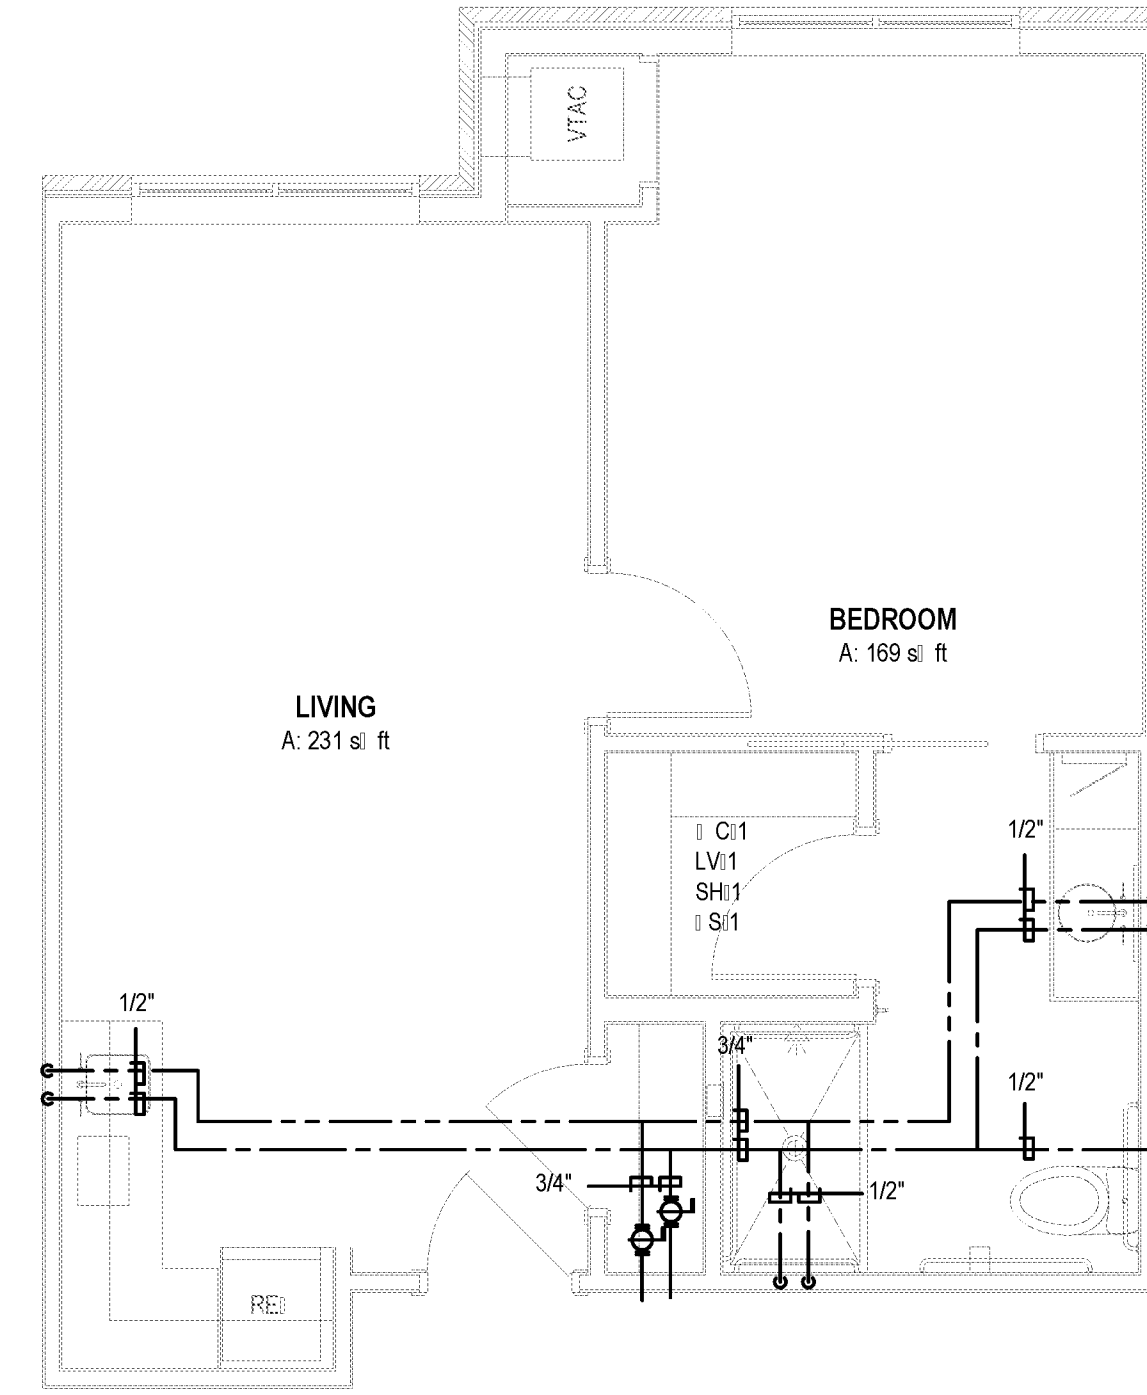 VTAC
BEDROOM
A: 169 s▯ ft
LIVING
A: 231 s▯ ft
▯ C▯1
LV▯1
SH▯1
▯ S▯1
1/2"
1/2"
3/4"
1/2"
3/4"
1/2"
RE▯